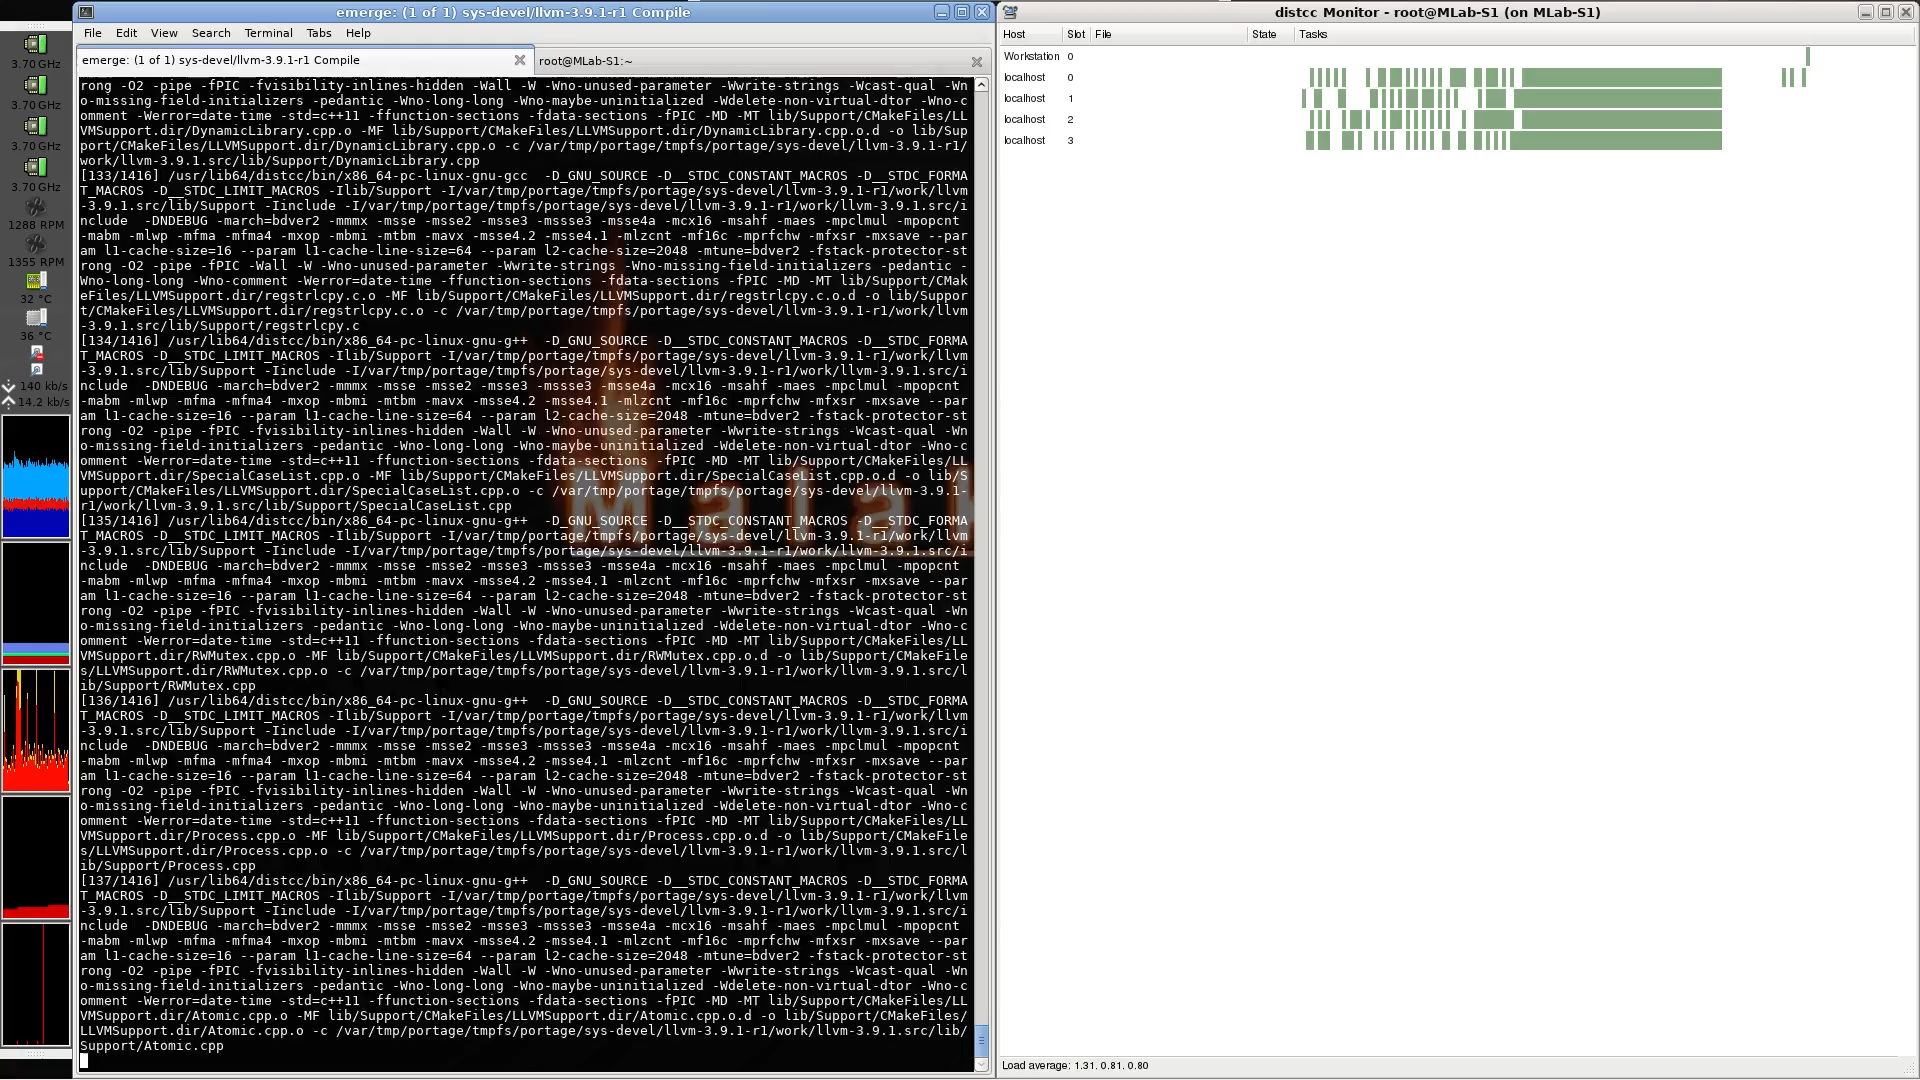 emerge: (1 of 1) sys-devel/llvm-3.9.1-r1 Compile
File Edit View Search Terminal Tabs Help
emerge: (1 of 1) sys-devel/llvm-3.9.1-r1 Compile
root@MLab-S1:~
3.70 GHz
3.70 GHz
3.70 GHz
3.70 GHz
1288 RPM
1355 RPM
32 °C
36 °C
140 kb/s
14.2 kb/s
rong -O2 -pipe -fPIC -fvisibility-inlines-hidden -Wall -W -Wno-unused-parameter -Wwrite-strings -Wcast-qual -Wn
o-missing-field-initializers -pedantic -Wno-long-long -Wno-maybe-uninitialized -Wdelete-non-virtual-dtor -Wno-c
omment -Werror=date-time -std=c++11 -ffunction-sections -fdata-sections -fPIC -MD -MT lib/Support/CMakeFiles/LL
VMSupport.dir/DynamicLibrary.cpp.o -MF lib/Support/CMakeFiles/LLVMSupport.dir/DynamicLibrary.cpp.o.d -o lib/Sup
port/CMakeFiles/LLVMSupport.dir/DynamicLibrary.cpp.o -c /var/tmp/portage/tmpfs/portage/sys-devel/llvm-3.9.1-r1/
work/llvm-3.9.1.src/lib/Support/DynamicLibrary.cpp
[133/1416] /usr/lib64/distcc/bin/x86_64-pc-linux-gnu-gcc  -D_GNU_SOURCE -D__STDC_CONSTANT_MACROS -D__STDC_FORMA
T_MACROS -D__STDC_LIMIT_MACROS -Ilib/Support -I/var/tmp/portage/tmpfs/portage/sys-devel/llvm-3.9.1-r1/work/llvm
-3.9.1.src/lib/Support -Iinclude -I/var/tmp/portage/tmpfs/portage/sys-devel/llvm-3.9.1-r1/work/llvm-3.9.1.src/i
nclude  -DNDEBUG -march=bdver2 -mmmx -msse -msse2 -msse3 -mssse3 -msse4a -mcx16 -msahf -maes -mpclmul -mpopcnt
-mabm -mlwp -mfma -mfma4 -mxop -mbmi -mtbm -mavx -msse4.2 -msse4.1 -mlzcnt -mf16c -mprfchw -mfxsr -mxsave --par
am l1-cache-size=16 --param l1-cache-line-size=64 --param l2-cache-size=2048 -mtune=bdver2 -fstack-protector-st
rong -O2 -pipe -fPIC -Wall -W -Wno-unused-parameter -Wwrite-strings -Wno-missing-field-initializers -pedantic -
Wno-long-long -Wno-comment -Werror=date-time -ffunction-sections -fdata-sections -fPIC -MD -MT lib/Support/CMak
eFiles/LLVMSupport.dir/regstrlcpy.c.o -MF lib/Support/CMakeFiles/LLVMSupport.dir/regstrlcpy.c.o.d -o lib/Suppor
t/CMakeFiles/LLVMSupport.dir/regstrlcpy.c.o -c /var/tmp/portage/tmpfs/portage/sys-devel/llvm-3.9.1-r1/work/llvm
-3.9.1.src/lib/Support/regstrlcpy.c
[134/1416] /usr/lib64/distcc/bin/x86_64-pc-linux-gnu-g++  -D_GNU_SOURCE -D__STDC_CONSTANT_MACROS -D__STDC_FORMA
T_MACROS -D__STDC_LIMIT_MACROS -Ilib/Support -I/var/tmp/portage/tmpfs/portage/sys-devel/llvm-3.9.1-r1/work/llvm
-3.9.1.src/lib/Support -Iinclude -I/var/tmp/portage/tmpfs/portage/sys-devel/llvm-3.9.1-r1/work/llvm-3.9.1.src/i
nclude  -DNDEBUG -march=bdver2 -mmmx -msse -msse2 -msse3 -mssse3 -msse4a -mcx16 -msahf -maes -mpclmul -mpopcnt
-mabm -mlwp -mfma -mfma4 -mxop -mbmi -mtbm -mavx -msse4.2 -msse4.1 -mlzcnt -mf16c -mprfchw -mfxsr -mxsave --par
am l1-cache-size=16 --param l1-cache-line-size=64 --param l2-cache-size=2048 -mtune=bdver2 -fstack-protector-st
rong -O2 -pipe -fPIC -fvisibility-inlines-hidden -Wall -W -Wno-unused-parameter -Wwrite-strings -Wcast-qual -Wn
o-missing-field-initializers -pedantic -Wno-long-long -Wno-maybe-uninitialized -Wdelete-non-virtual-dtor -Wno-c
omment -Werror=date-time -std=c++11 -ffunction-sections -fdata-sections -fPIC -MD -MT lib/Support/CMakeFiles/LL
VMSupport.dir/SpecialCaseList.cpp.o -MF lib/Support/CMakeFiles/LLVMSupport.dir/SpecialCaseList.cpp.o.d -o lib/S
upport/CMakeFiles/LLVMSupport.dir/SpecialCaseList.cpp.o -c /var/tmp/portage/tmpfs/portage/sys-devel/llvm-3.9.1-
r1/work/llvm-3.9.1.src/lib/Support/SpecialCaseList.cpp
[135/1416] /usr/lib64/distcc/bin/x86_64-pc-linux-gnu-g++  -D_GNU_SOURCE -D__STDC_CONSTANT_MACROS -D__STDC_FORMA
T_MACROS -D__STDC_LIMIT_MACROS -Ilib/Support -I/var/tmp/portage/tmpfs/portage/sys-devel/llvm-3.9.1-r1/work/llvm
-3.9.1.src/lib/Support -Iinclude -I/var/tmp/portage/tmpfs/portage/sys-devel/llvm-3.9.1-r1/work/llvm-3.9.1.src/i
nclude  -DNDEBUG -march=bdver2 -mmmx -msse -msse2 -msse3 -mssse3 -msse4a -mcx16 -msahf -maes -mpclmul -mpopcnt
-mabm -mlwp -mfma -mfma4 -mxop -mbmi -mtbm -mavx -msse4.2 -msse4.1 -mlzcnt -mf16c -mprfchw -mfxsr -mxsave --par
am l1-cache-size=16 --param l1-cache-line-size=64 --param l2-cache-size=2048 -mtune=bdver2 -fstack-protector-st
rong -O2 -pipe -fPIC -fvisibility-inlines-hidden -Wall -W -Wno-unused-parameter -Wwrite-strings -Wcast-qual -Wn
o-missing-field-initializers -pedantic -Wno-long-long -Wno-maybe-uninitialized -Wdelete-non-virtual-dtor -Wno-c
omment -Werror=date-time -std=c++11 -ffunction-sections -fdata-sections -fPIC -MD -MT lib/Support/CMakeFiles/LL
VMSupport.dir/RWMutex.cpp.o -MF lib/Support/CMakeFiles/LLVMSupport.dir/RWMutex.cpp.o.d -o lib/Support/CMakeFile
s/LLVMSupport.dir/RWMutex.cpp.o -c /var/tmp/portage/tmpfs/portage/sys-devel/llvm-3.9.1-r1/work/llvm-3.9.1.src/l
ib/Support/RWMutex.cpp
[136/1416] /usr/lib64/distcc/bin/x86_64-pc-linux-gnu-g++  -D_GNU_SOURCE -D__STDC_CONSTANT_MACROS -D__STDC_FORMA
T_MACROS -D__STDC_LIMIT_MACROS -Ilib/Support -I/var/tmp/portage/tmpfs/portage/sys-devel/llvm-3.9.1-r1/work/llvm
-3.9.1.src/lib/Support -Iinclude -I/var/tmp/portage/tmpfs/portage/sys-devel/llvm-3.9.1-r1/work/llvm-3.9.1.src/i
nclude  -DNDEBUG -march=bdver2 -mmmx -msse -msse2 -msse3 -mssse3 -msse4a -mcx16 -msahf -maes -mpclmul -mpopcnt
-mabm -mlwp -mfma -mfma4 -mxop -mbmi -mtbm -mavx -msse4.2 -msse4.1 -mlzcnt -mf16c -mprfchw -mfxsr -mxsave --par
am l1-cache-size=16 --param l1-cache-line-size=64 --param l2-cache-size=2048 -mtune=bdver2 -fstack-protector-st
rong -O2 -pipe -fPIC -fvisibility-inlines-hidden -Wall -W -Wno-unused-parameter -Wwrite-strings -Wcast-qual -Wn
o-missing-field-initializers -pedantic -Wno-long-long -Wno-maybe-uninitialized -Wdelete-non-virtual-dtor -Wno-c
omment -Werror=date-time -std=c++11 -ffunction-sections -fdata-sections -fPIC -MD -MT lib/Support/CMakeFiles/LL
VMSupport.dir/Process.cpp.o -MF lib/Support/CMakeFiles/LLVMSupport.dir/Process.cpp.o.d -o lib/Support/CMakeFile
s/LLVMSupport.dir/Process.cpp.o -c /var/tmp/portage/tmpfs/portage/sys-devel/llvm-3.9.1-r1/work/llvm-3.9.1.src/l
ib/Support/Process.cpp
[137/1416] /usr/lib64/distcc/bin/x86_64-pc-linux-gnu-g++  -D_GNU_SOURCE -D__STDC_CONSTANT_MACROS -D__STDC_FORMA
T_MACROS -D__STDC_LIMIT_MACROS -Ilib/Support -I/var/tmp/portage/tmpfs/portage/sys-devel/llvm-3.9.1-r1/work/llvm
-3.9.1.src/lib/Support -Iinclude -I/var/tmp/portage/tmpfs/portage/sys-devel/llvm-3.9.1-r1/work/llvm-3.9.1.src/i
nclude  -DNDEBUG -march=bdver2 -mmmx -msse -msse2 -msse3 -mssse3 -msse4a -mcx16 -msahf -maes -mpclmul -mpopcnt
-mabm -mlwp -mfma -mfma4 -mxop -mbmi -mtbm -mavx -msse4.2 -msse4.1 -mlzcnt -mf16c -mprfchw -mfxsr -mxsave --par
am l1-cache-size=16 --param l1-cache-line-size=64 --param l2-cache-size=2048 -mtune=bdver2 -fstack-protector-st
rong -O2 -pipe -fPIC -fvisibility-inlines-hidden -Wall -W -Wno-unused-parameter -Wwrite-strings -Wcast-qual -Wn
o-missing-field-initializers -pedantic -Wno-long-long -Wno-maybe-uninitialized -Wdelete-non-virtual-dtor -Wno-c
omment -Werror=date-time -std=c++11 -ffunction-sections -fdata-sections -fPIC -MD -MT lib/Support/CMakeFiles/LL
VMSupport.dir/Atomic.cpp.o -MF lib/Support/CMakeFiles/LLVMSupport.dir/Atomic.cpp.o.d -o lib/Support/CMakeFiles/
LLVMSupport.dir/Atomic.cpp.o -c /var/tmp/portage/tmpfs/portage/sys-devel/llvm-3.9.1-r1/work/llvm-3.9.1.src/lib/
Support/Atomic.cpp
distcc Monitor - root@MLab-S1 (on MLab-S1)
Host Slot File State Tasks
Workstation 0
localhost 0
localhost 1
localhost 2
localhost 3
Load average: 1.31, 0.81, 0.80